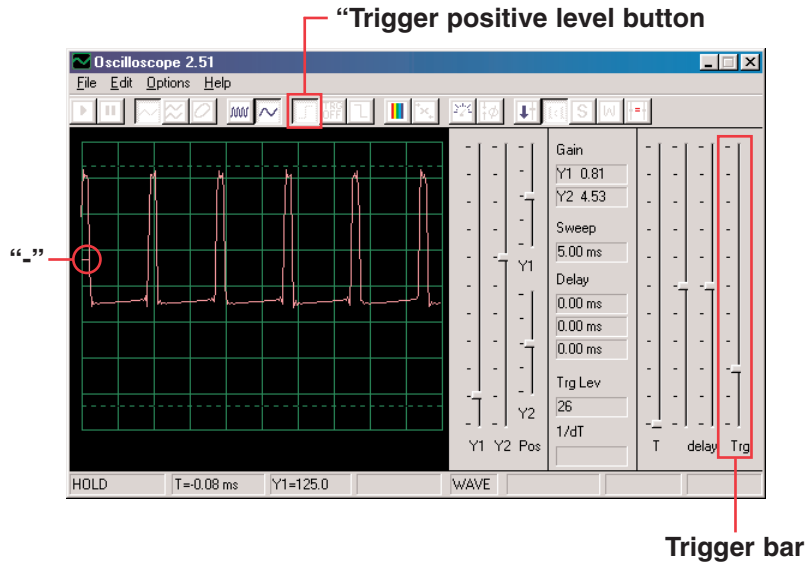 “Trigger positive level button
Oscilloscope 2.51
File Edit Options Help
TRG
OFF
S W
Gain
Y1 0.81
Y2 4.53
Sweep
5.00 ms
“-”
Y1
Delay
0.00 ms
0.00 ms
0.00 ms
Trg Lev
26
Y2
1/dT
Y1 Y2 Pos
T delay Trg
HOLD T=-0.08 ms Y1=125.0 WAVE
Trigger bar